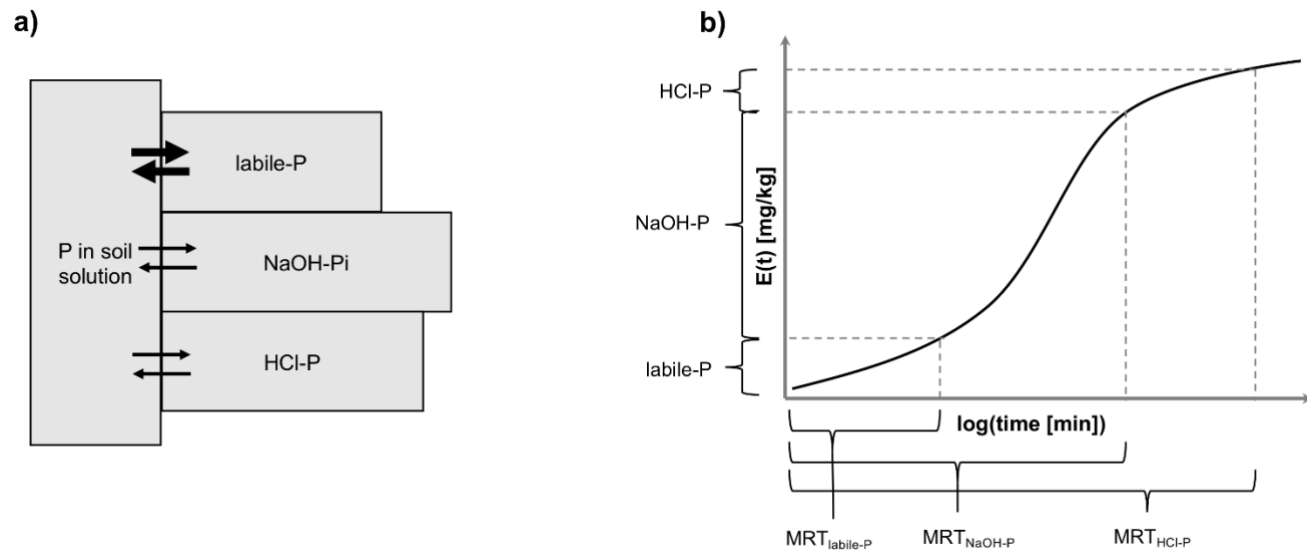 a)
labile-P
P in soil
solution
NaOH-Pi
HCl-P
b)
HCl-P
NaOH-P
labile-P
E(t) [mg/kg]
log(time [min])
MRTlabile-P
MRTNaOH-P
MRTHCl-P